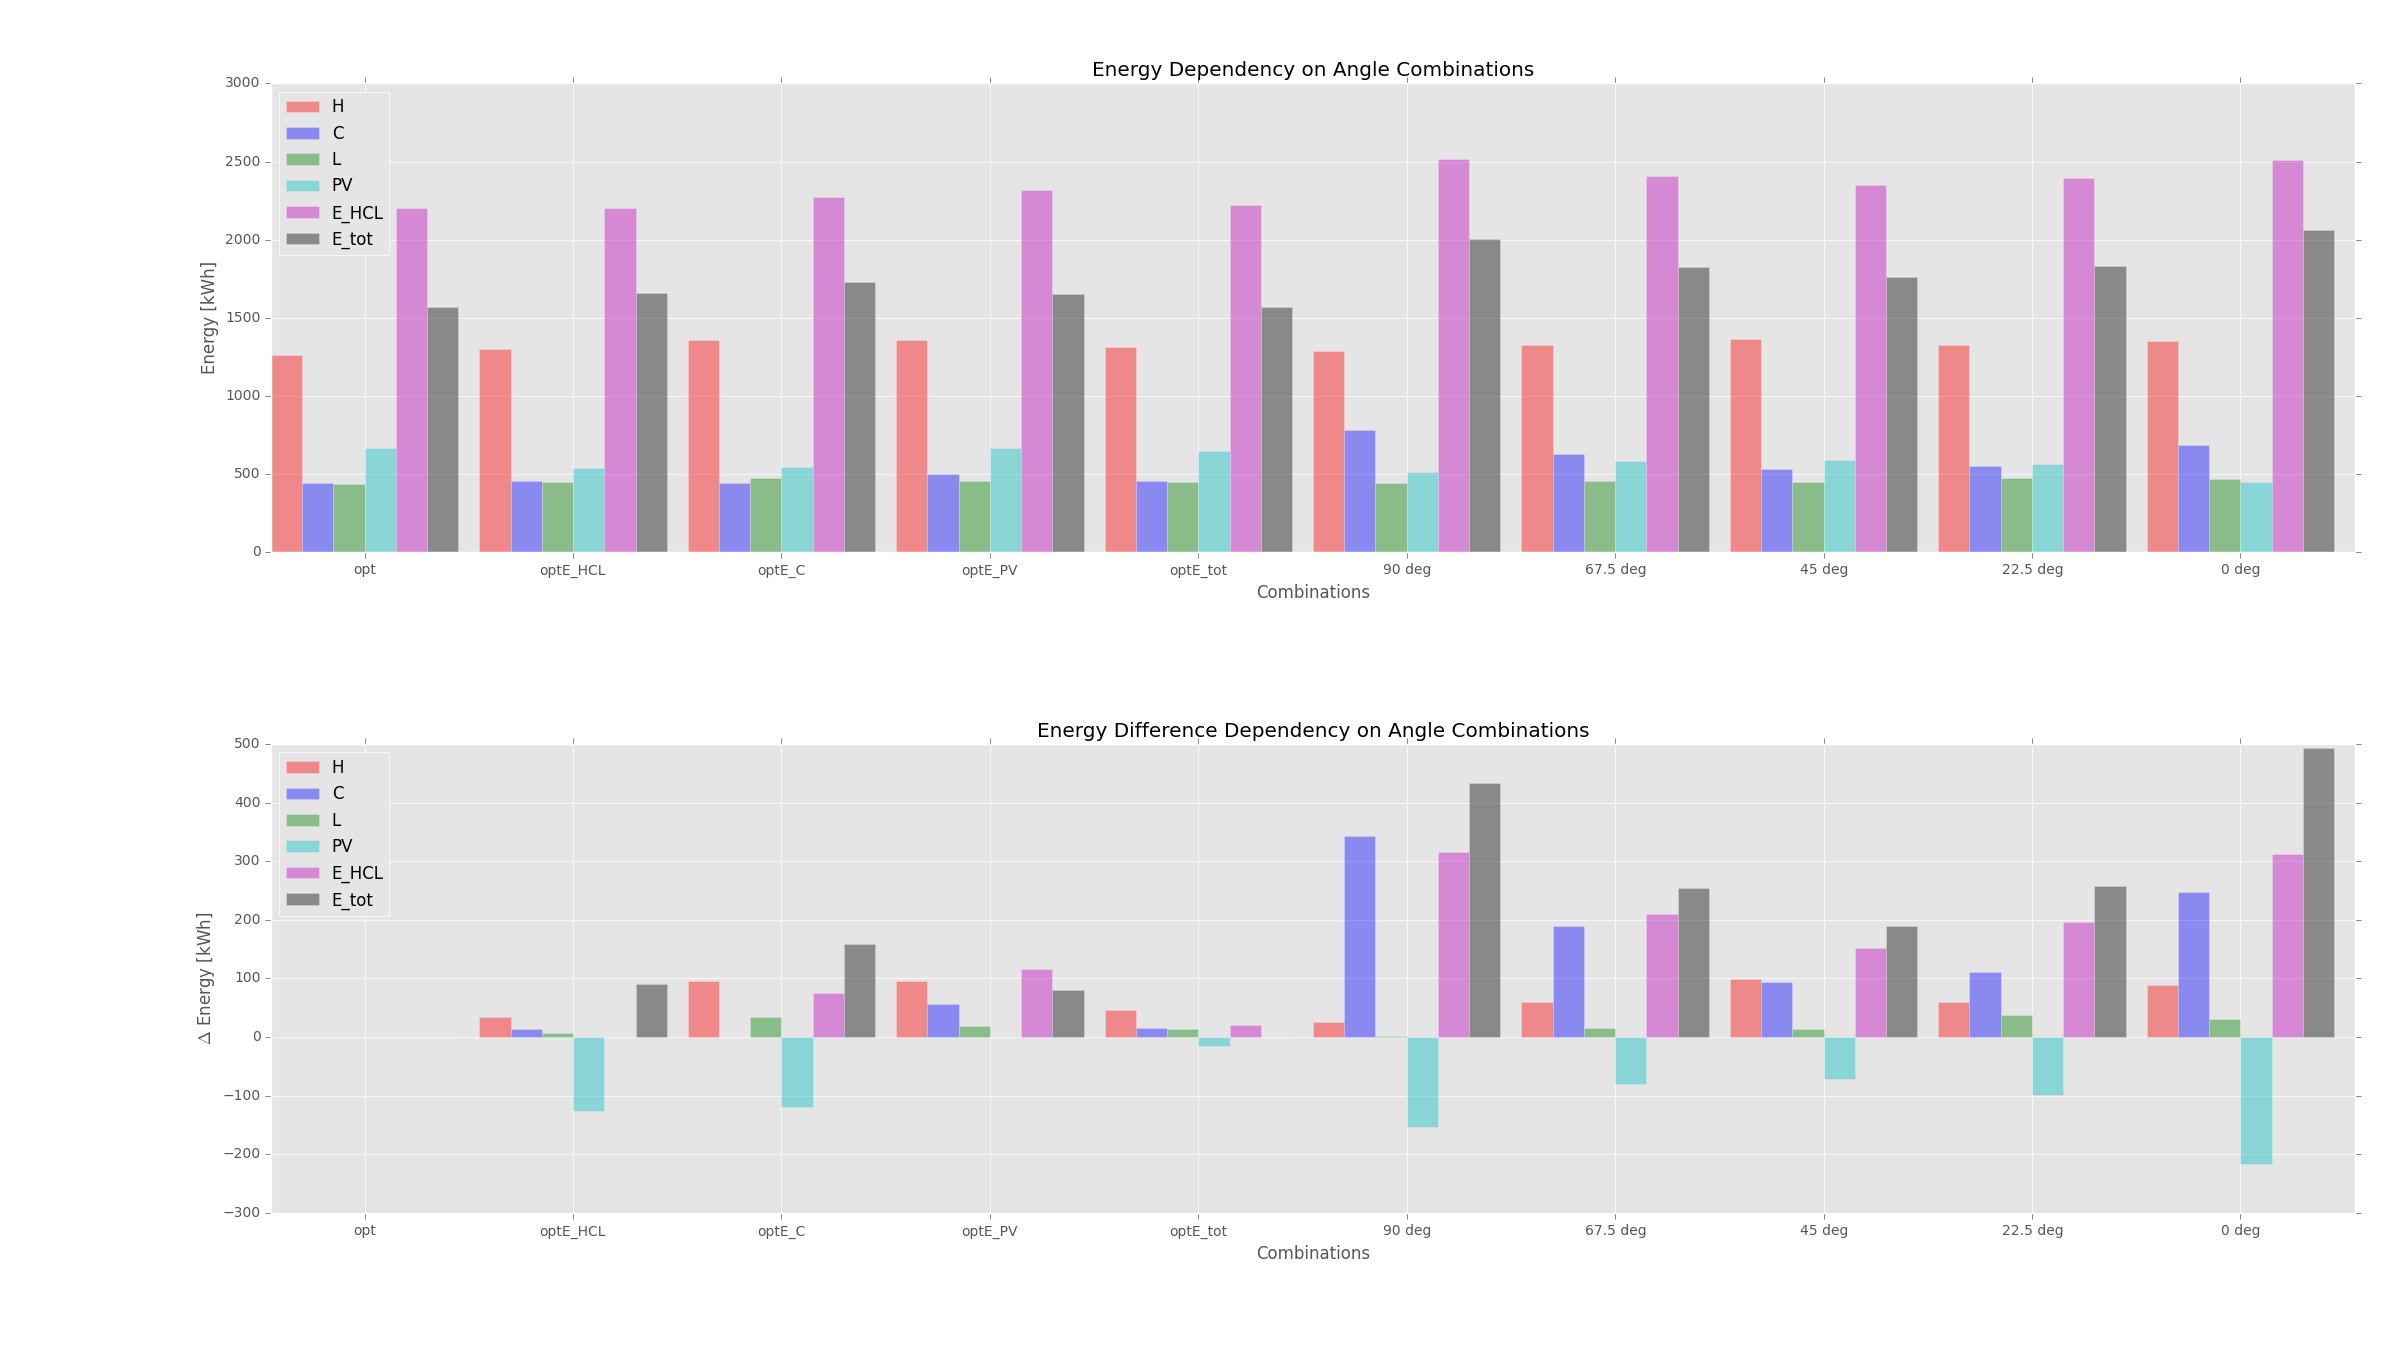 Energy Dependency on Angle Combinations
3000
2500
2000
1500
1000
500
0
Energy [kWh]
H
C
L
PV
E_HCL
E_tot
opt optE_HCL optE_C optE_PV optE_tot 90 deg 67.5 deg 45 deg 22.5 deg 0 deg
Combinations
Energy Difference Dependency on Angle Combinations
500
400
300
200
100
0
−100
−200
−300
Δ Energy [kWh]
H
C
L
PV
E_HCL
E_tot
opt optE_HCL optE_C optE_PV optE_tot 90 deg 67.5 deg 45 deg 22.5 deg 0 deg
Combinations